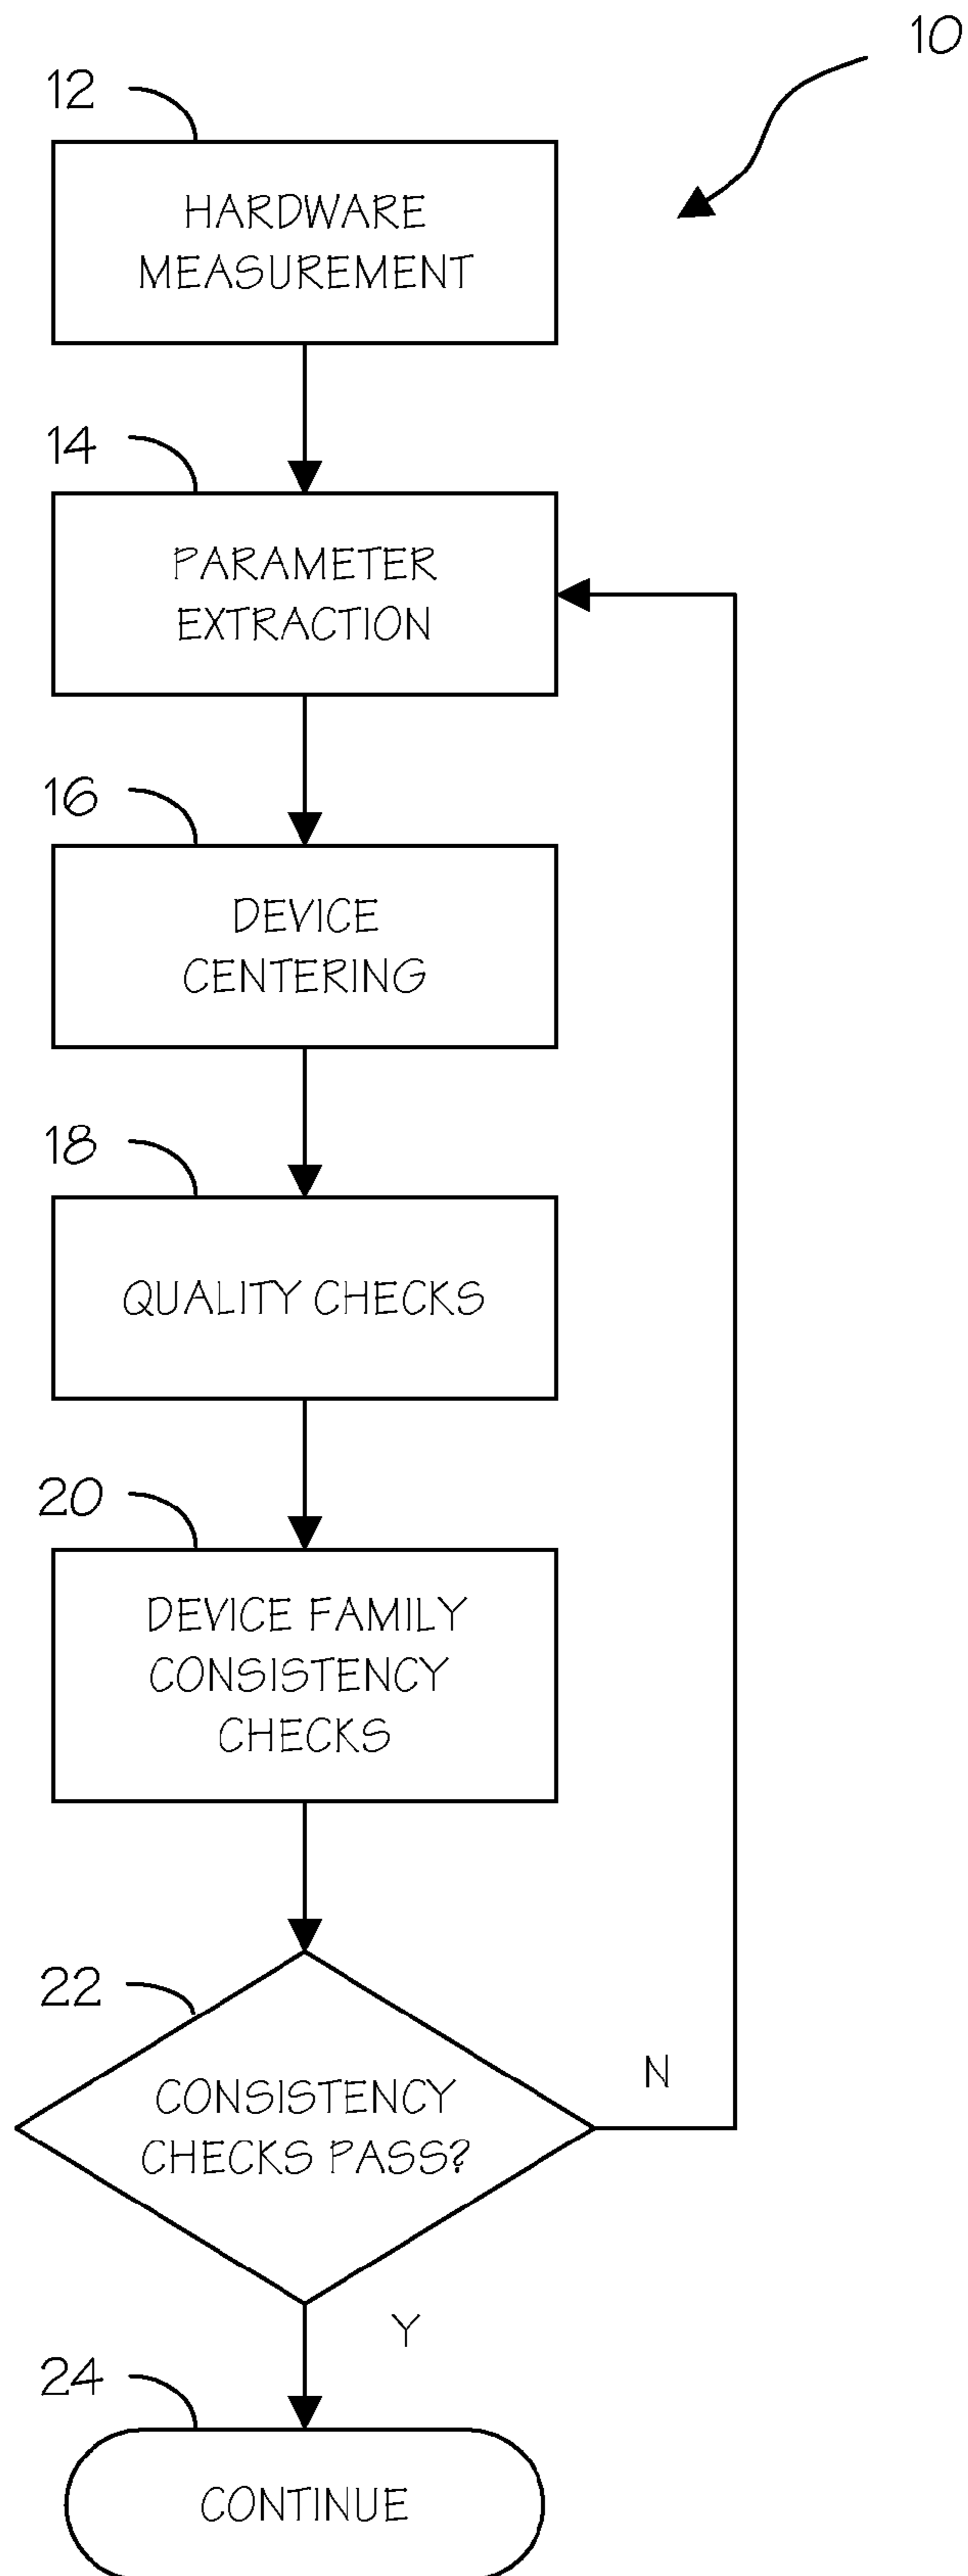 10
12
HARDWARE
MEASUREMENT
14
PARAMETER
EXTRACTION
16
DEVICE
CENTERING
18
QUALITY CHECKS
20
DEVICE FAMILY
CONSISTENCY
CHECKS
22
CONSISTENCY
CHECKS PASS?
N
Y
24
CONTINUE